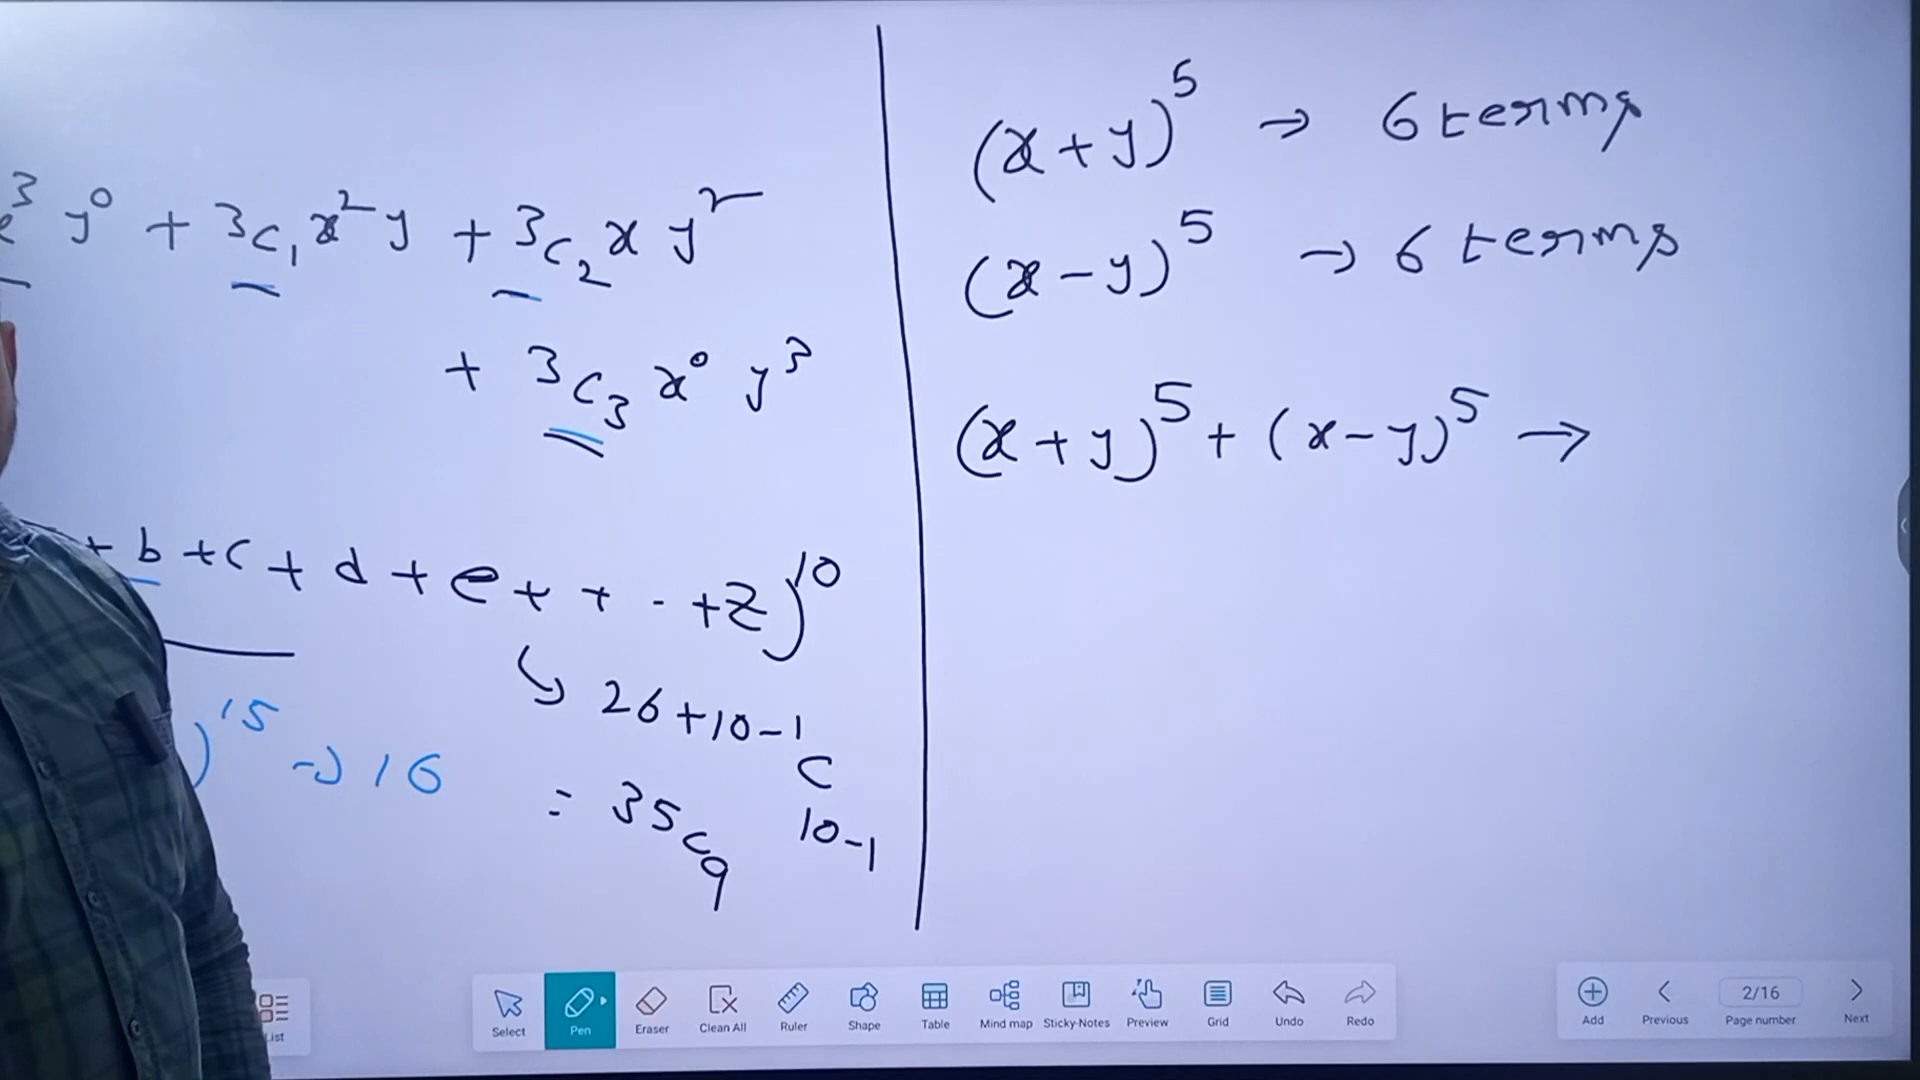 ³ y⁰ + 3c₁ x² y + 3c₂ x y²
+ 3c₃ x⁰ y³
+ b + c + d + e + + - + z)¹⁰
↳ 26+10-1 C 10-1
= 35c₉
)¹⁵ → 16
(x+y)⁵ → 6 terms
(x-y)⁵ → 6 terms
(x+y)⁵ + (x-y)⁵ →
List
Select
Pen
Eraser
Clean All
Ruler
Shape
Table
Mind map
Sticky-Notes
Preview
Grid
Undo
Redo
Add
Previous
2/16
Page number
Next